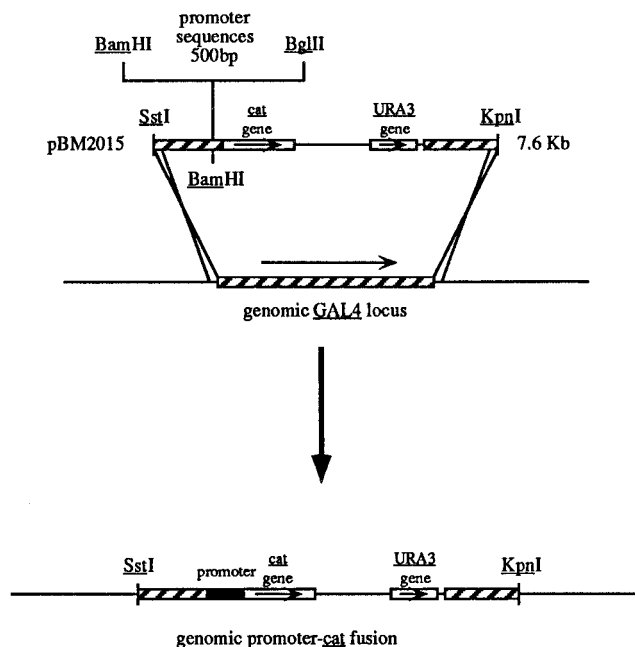 promoter
sequences
500bp
BamHI
BglII
SstI
cat
gene
URA3
gene
KpnI
pBM2015
7.6 Kb
BamHI
genomic GAL4 locus
SstI
promoter
cat
gene
URA3
gene
KpnI
genomic promoter-cat fusion